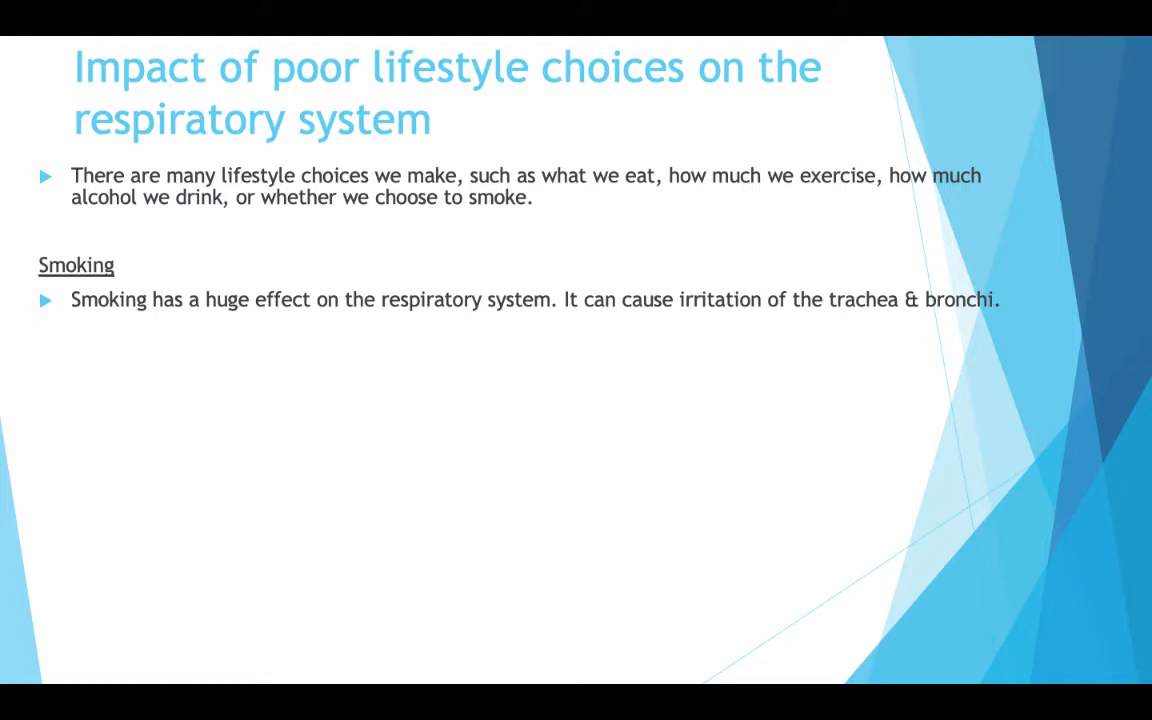 Impact of poor lifestyle choices on the
respiratory system
There are many lifestyle choices we make, such as what we eat, how much we exercise, how much
alcohol we drink, or whether we choose to smoke.
Smoking
Smoking has a huge effect on the respiratory system. It can cause irritation of the trachea & bronchi.